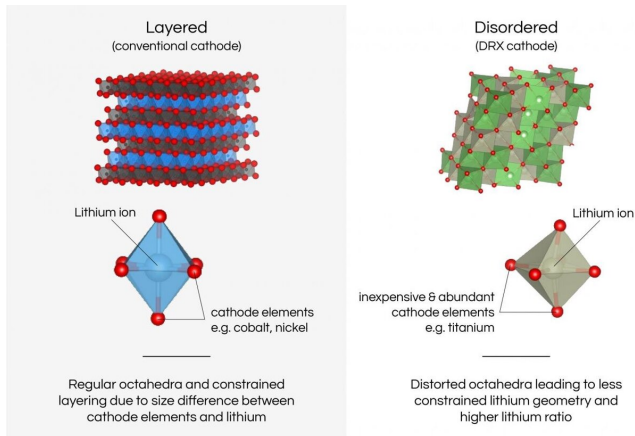 Layered
(conventional cathode)
Lithium ion
cathode elements
e.g. cobalt, nickel
Regular octahedra and constrained
layering due to size difference between
cathode elements and lithium
Disordered
(DRX cathode)
Lithium ion
inexpensive & abundant
cathode elements
e.g. titanium
Distorted octahedra leading to less
constrained lithium geometry and
higher lithium ratio